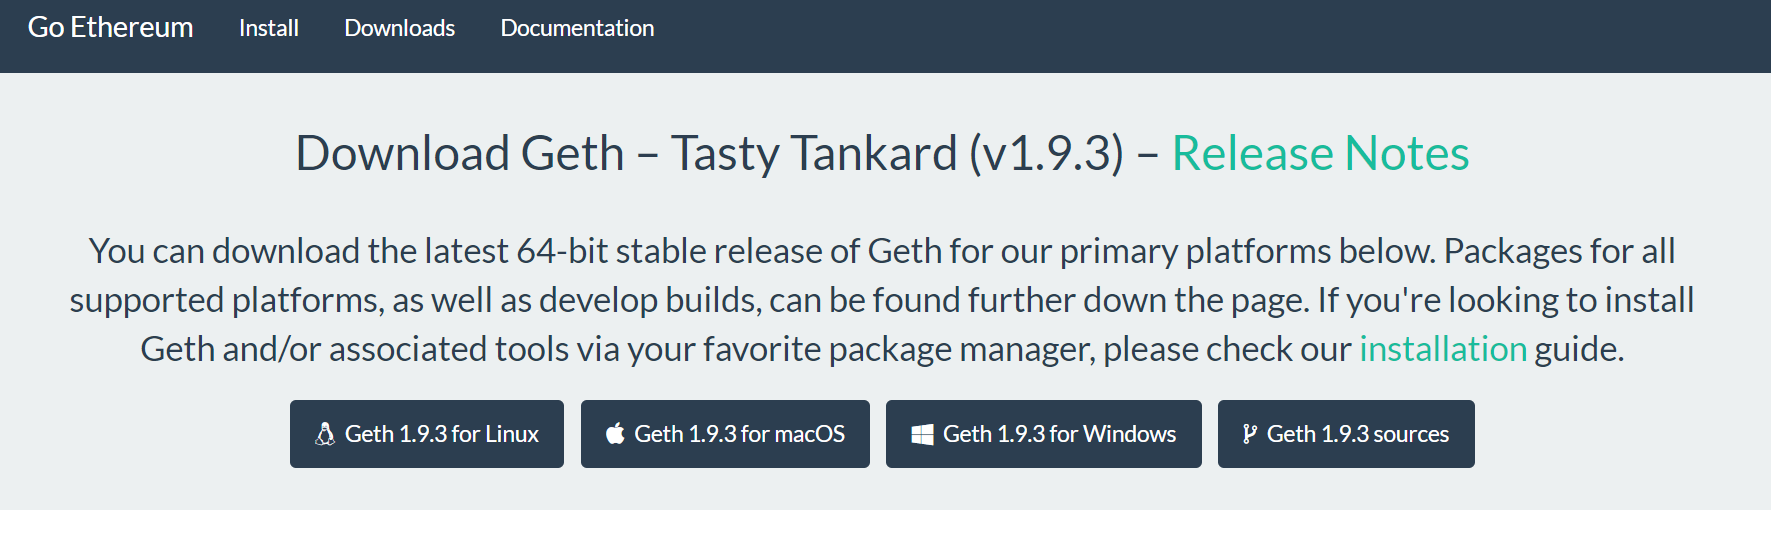 Go Ethereum Install Downloads Documentation
Download Geth – Tasty Tankard (v1.9.3) – Release Notes
You can download the latest 64-bit stable release of Geth for our primary platforms below. Packages for all
supported platforms, as well as develop builds, can be found further down the page. If you're looking to install
Geth and/or associated tools via your favorite package manager, please check our installation guide.
Geth 1.9.3 for Linux Geth 1.9.3 for macOS Geth 1.9.3 for Windows Geth 1.9.3 sources